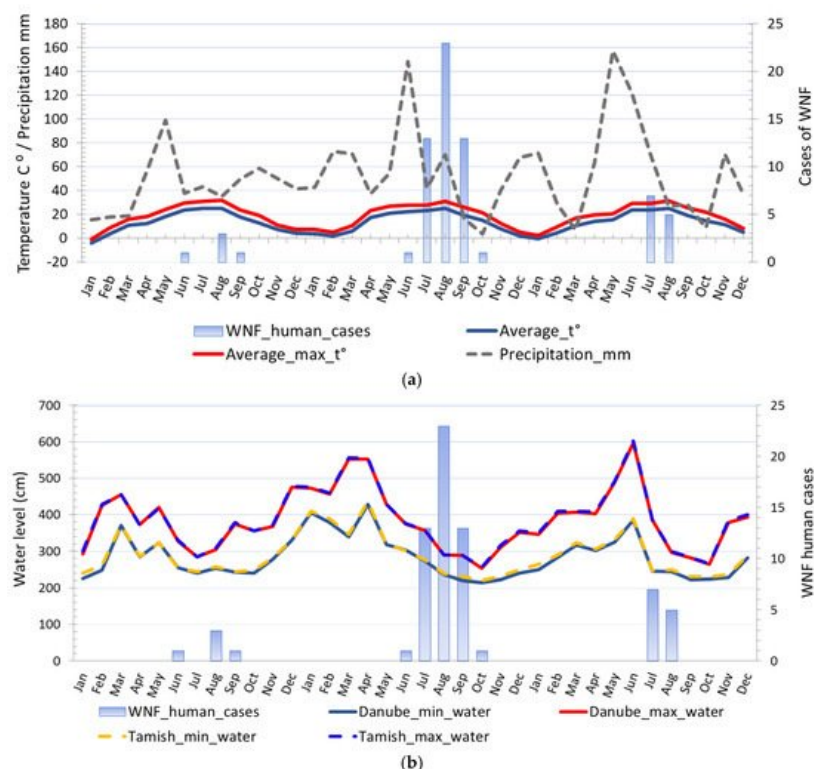 180
160
140
120
100
80
60
40
20
0
-20
Temperature C º / Precipitation mm
25
20
15
10
5
0
Cases of WNF
Jan Feb Mar Apr May Jun Jul Aug Sep Oct Nov Dec Jan Feb Mar Apr May Jun Jul Aug Sep Oct Nov Dec Jan Feb Mar Apr May Jun Jul Aug Sep Oct Nov Dec
WNF_human_cases Average_t°
Average_max_t° Precipitation_mm
(a)
700
600
500
400
300
200
100
0
Water level (cm)
25
20
15
10
5
0
WNF human cases
Jan Feb Mar Apr May Jun Jul Aug Sep Oct Nov Dec Jan Feb Mar Apr May Jun Jul Aug Sep Oct Nov Dec Jan Feb Mar Apr May Jun Jul Aug Sep Oct Nov Dec
WNF_human_cases Danube_min_water Danube_max_water
Tamish_min_water Tamish_max_water
(b)